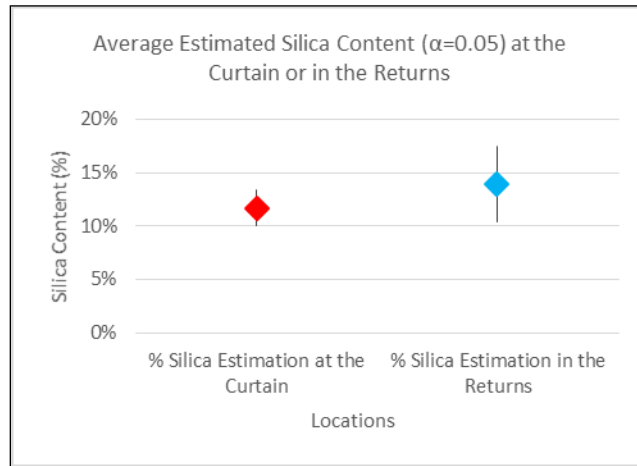 Average Estimated Silica Content (α=0.05) at the
Curtain or in the Returns
Silica Content (%)
20%
15%
10%
5%
0%
% Silica Estimation at the
Curtain
% Silica Estimation in the
Returns
Locations